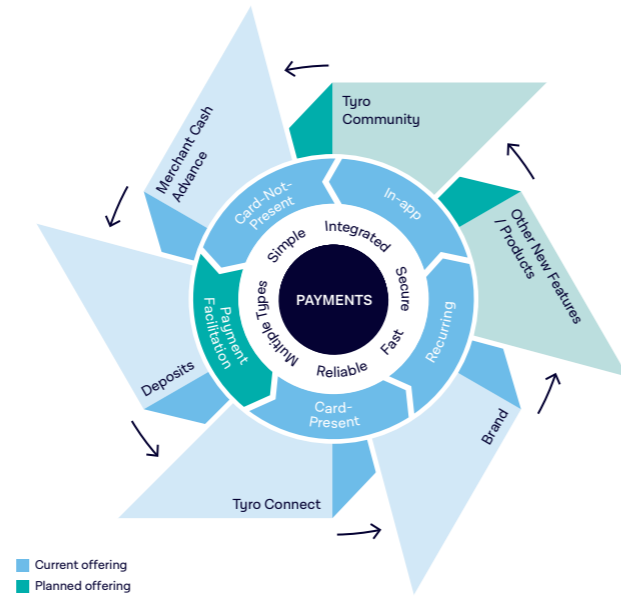 Tyro
Community
Merchant Cash
Advance
Other New Features
/ Products
Card-Not-
Present
In-app
Simple
Integrated
Secure
Fast
Reliable
Multiple Types
PAYMENTS
Recurring
Payment
Facilitation
Card-
Present
Deposits
Brand
Tyro Connect
Current offering
Planned offering